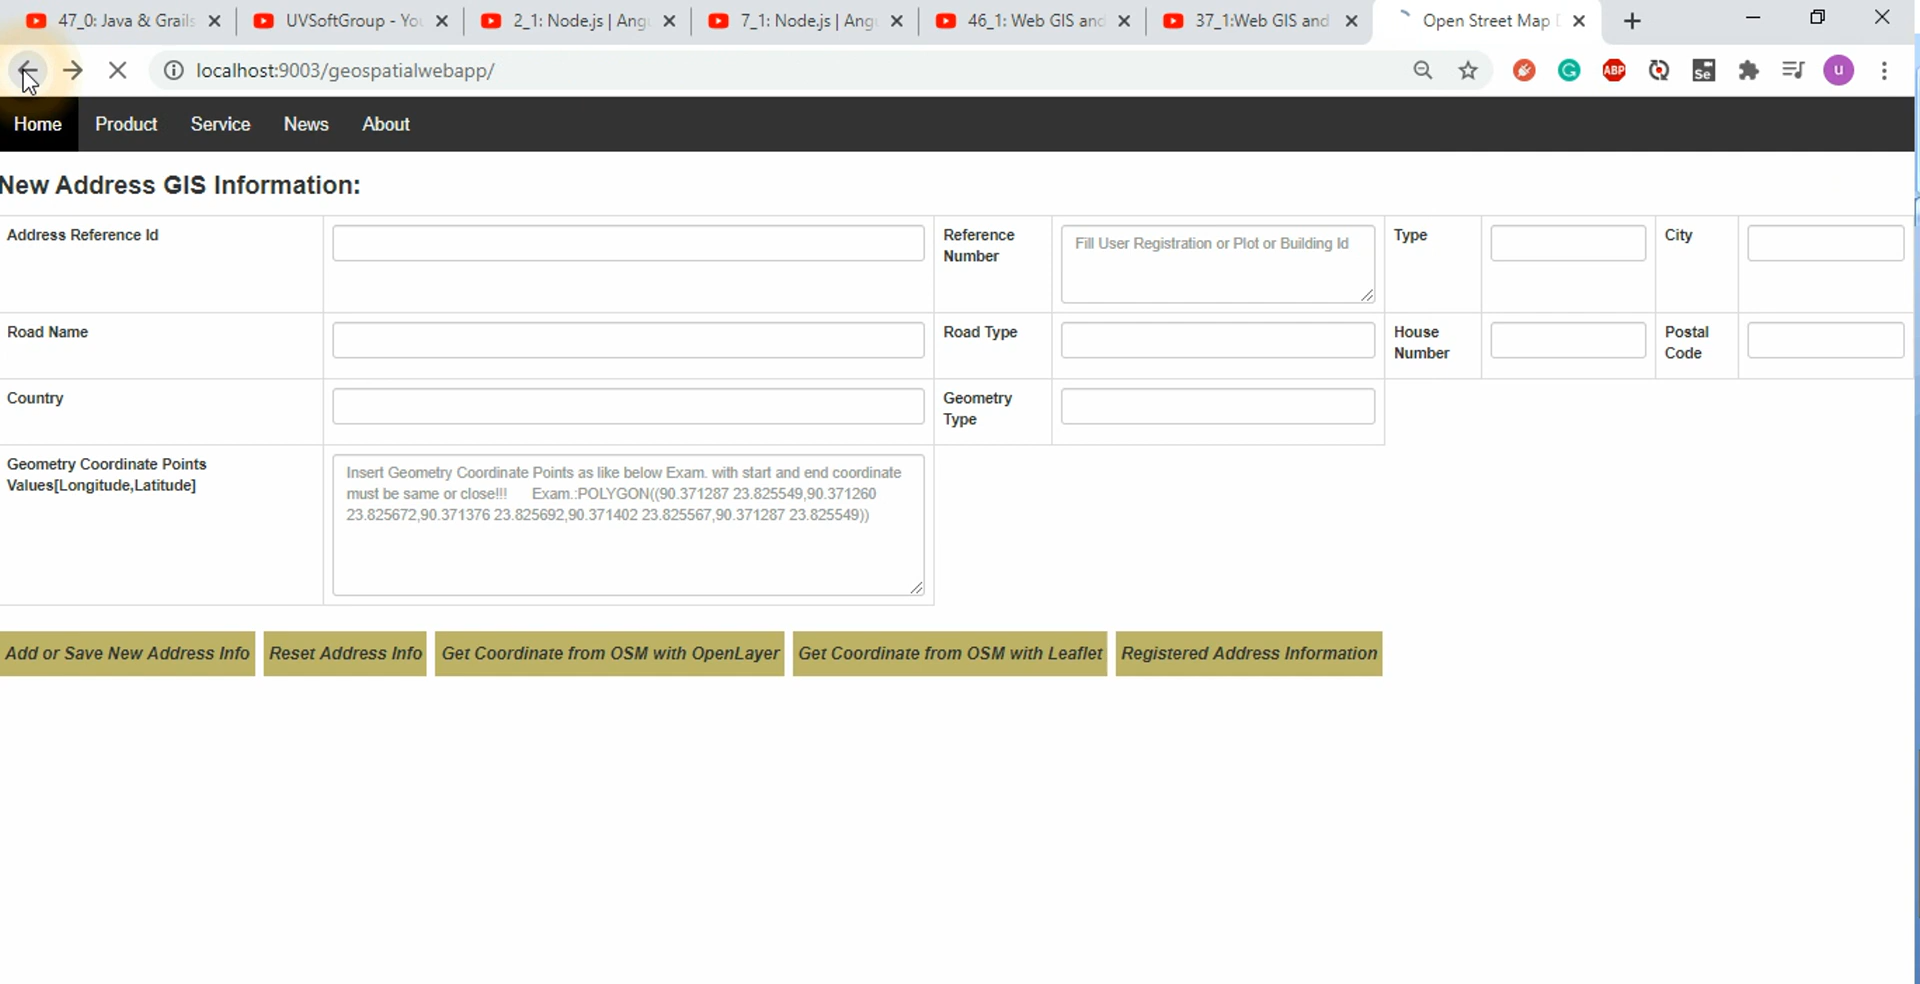 47_0: Java & Grails
UVSoftGroup - You
2_1: Node.js | Angu
7_1: Node.js | Angu
46_1: Web GIS and
37_1:Web GIS and
Open Street Map
localhost:9003/geospatialwebapp/
ABP
Se
u
Home Product Service News About
New Address GIS Information:
Address Reference Id
Reference
Number
Fill User Registration or Plot or Building Id
Type
City
Road Name
Road Type
House
Number
Postal
Code
Country
Geometry
Type
Geometry Coordinate Points
Values[Longitude,Latitude]
Insert Geometry Coordinate Points as like below Exam. with start and end coordinate
must be same or close!!! Exam.:POLYGON((90.371287 23.825549,90.371260
23.825672,90.371376 23.825692,90.371402 23.825567,90.371287 23.825549))
Add or Save New Address Info
Reset Address Info
Get Coordinate from OSM with OpenLayer
Get Coordinate from OSM with Leaflet
Registered Address Information